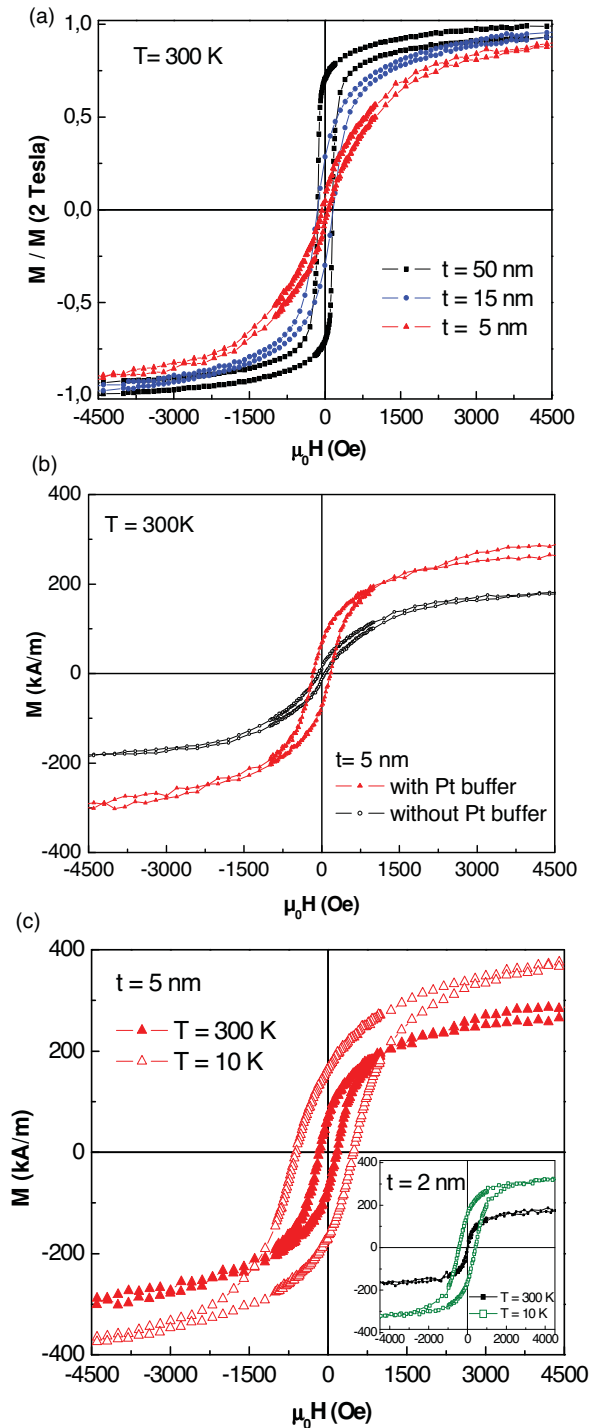 (a)
T= 300 K
M / M (2 Tesla)
1,0
0,5
0,0
-0,5
-1,0
t = 50 nm
t = 15 nm
t = 5 nm
-4500 -3000 -1500 0 1500 3000 4500
μ₀H (Oe)
(b)
T = 300K
M (kA/m)
400
200
0
-200
-400
t= 5 nm
with Pt buffer
without Pt buffer
-4500 -3000 -1500 0 1500 3000 4500
μ₀H (Oe)
(c)
t = 5 nm
T = 300 K
T = 10 K
M (kA/m)
400
200
0
-200
-400
t = 2 nm
400
300
200
100
0
-100
-200
-300
-400
T = 300 K
T = 10 K
-4000 -2000 0 2000 4000
-4500 -3000 -1500 0 1500 3000 4500
μ₀H (Oe)